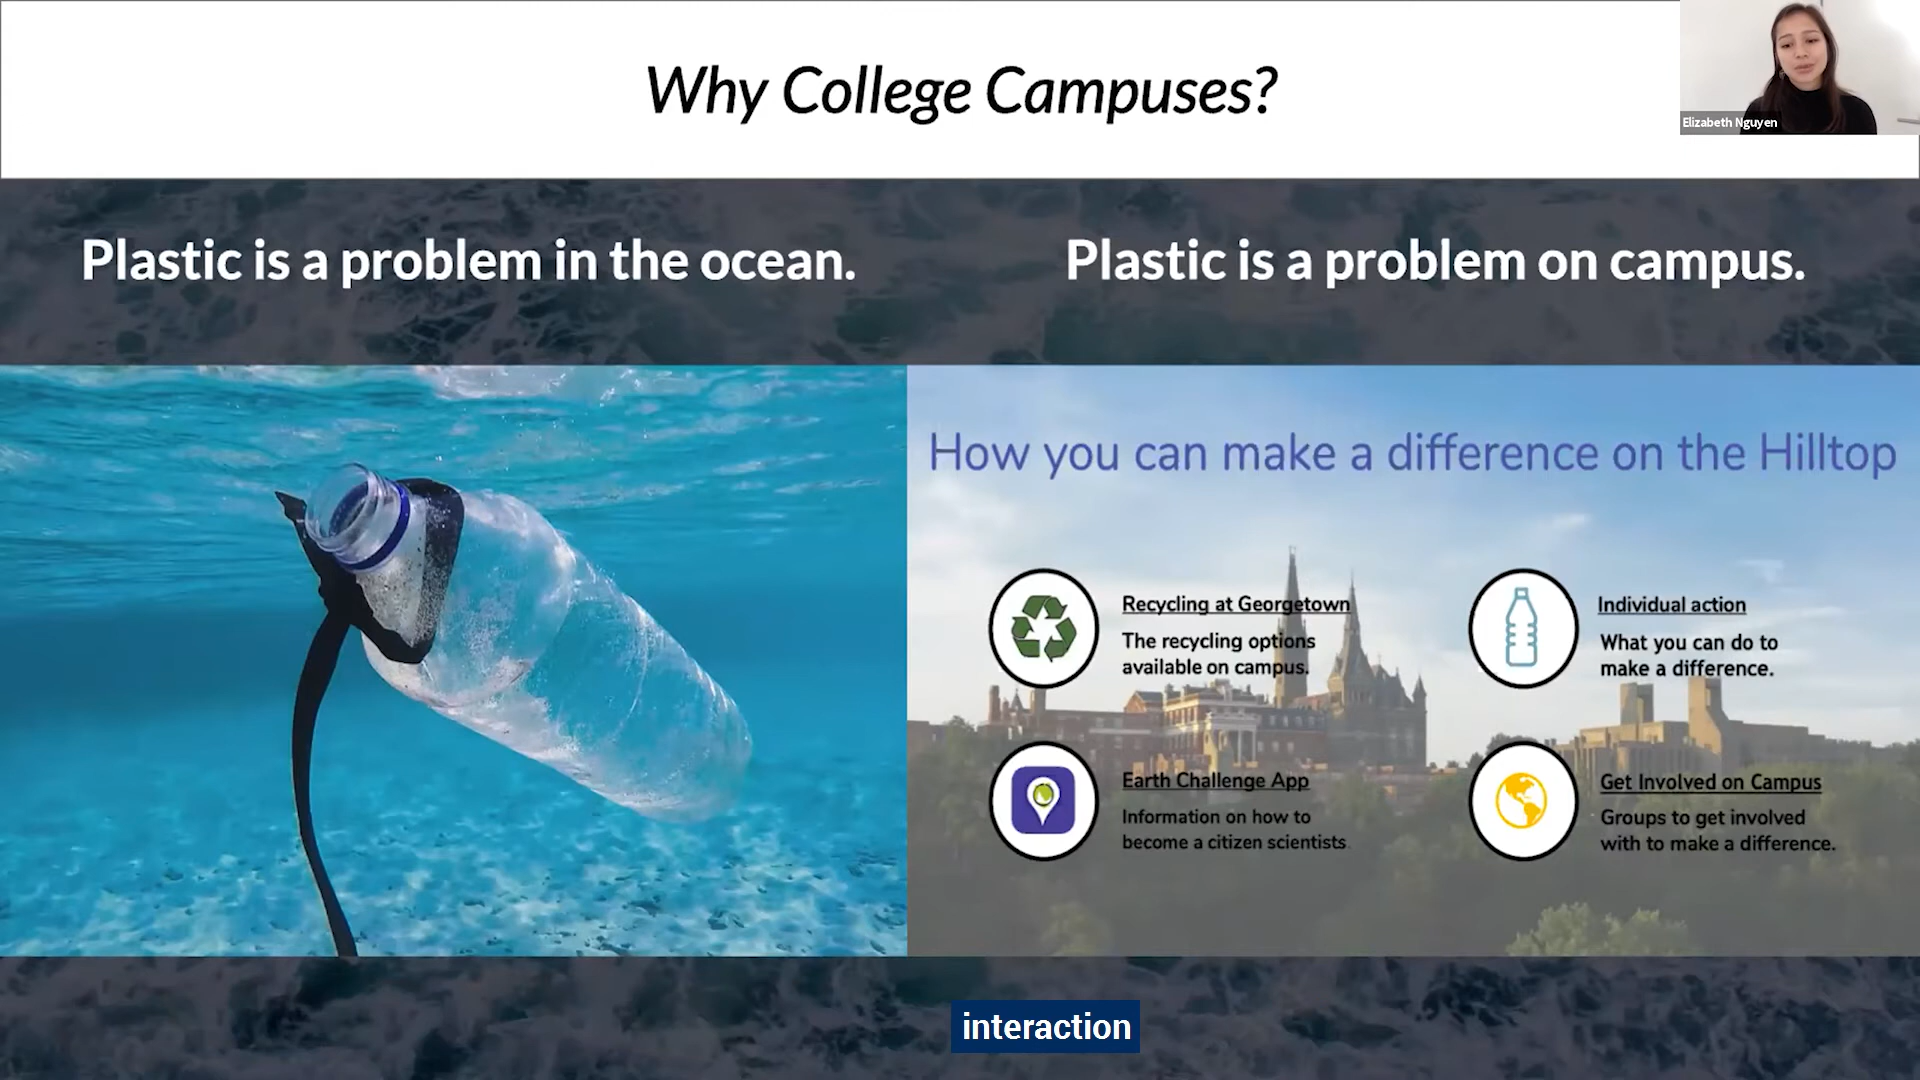 Why College Campuses?
Elizabeth Nguyen
Plastic is a problem in the ocean.
Plastic is a problem on campus.
How you can make a difference on the Hilltop
Recycling at Georgetown
The recycling options
available on campus.
Individual action
What you can do to
make a difference.
Earth Challenge App
Information on how to
become a citizen scientists
Get Involved on Campus
Groups to get involved
with to make a difference.
interaction